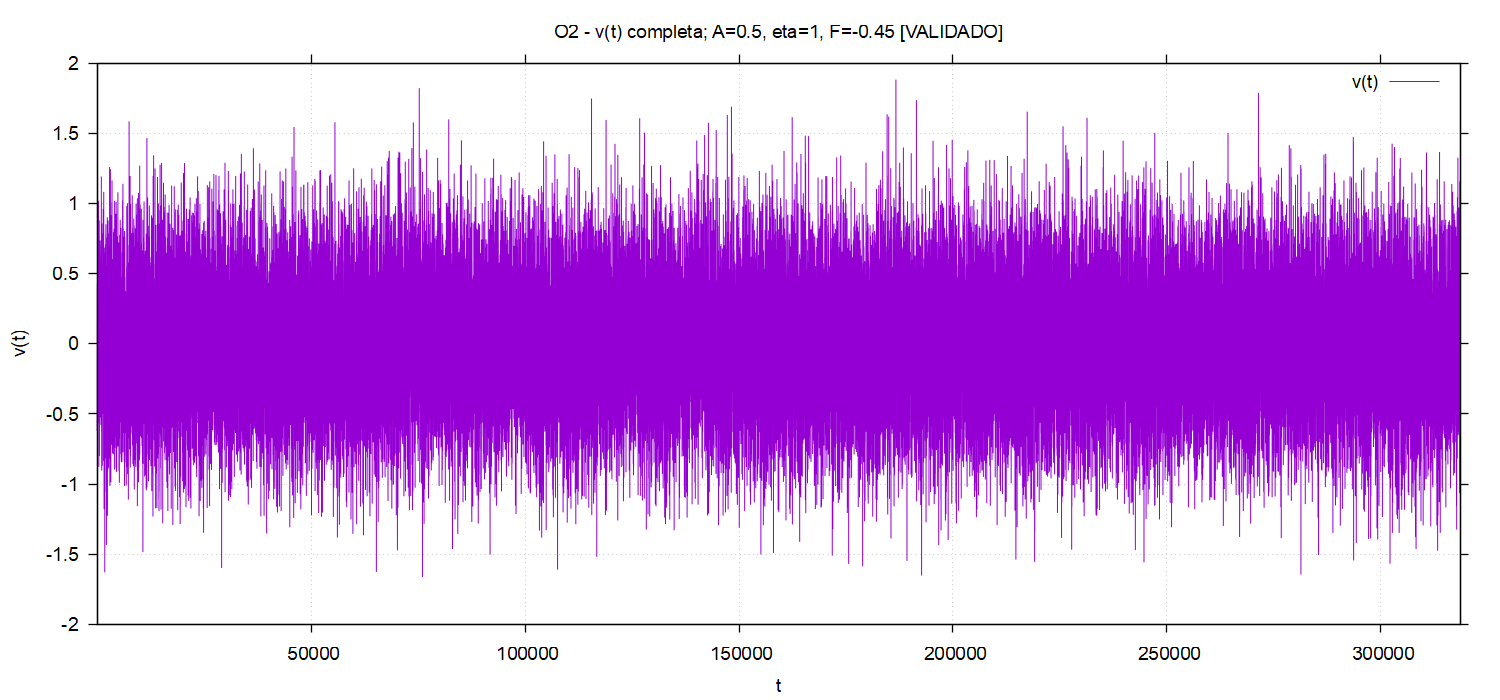 O2 - v(t) completa; A=0.5, eta=1, F=-0.45 [VALIDADO]
v(t)
2
1.5
1
0.5
0
-0.5
-1
-1.5
-2
v(t)
50000 100000 150000 200000 250000 300000
t